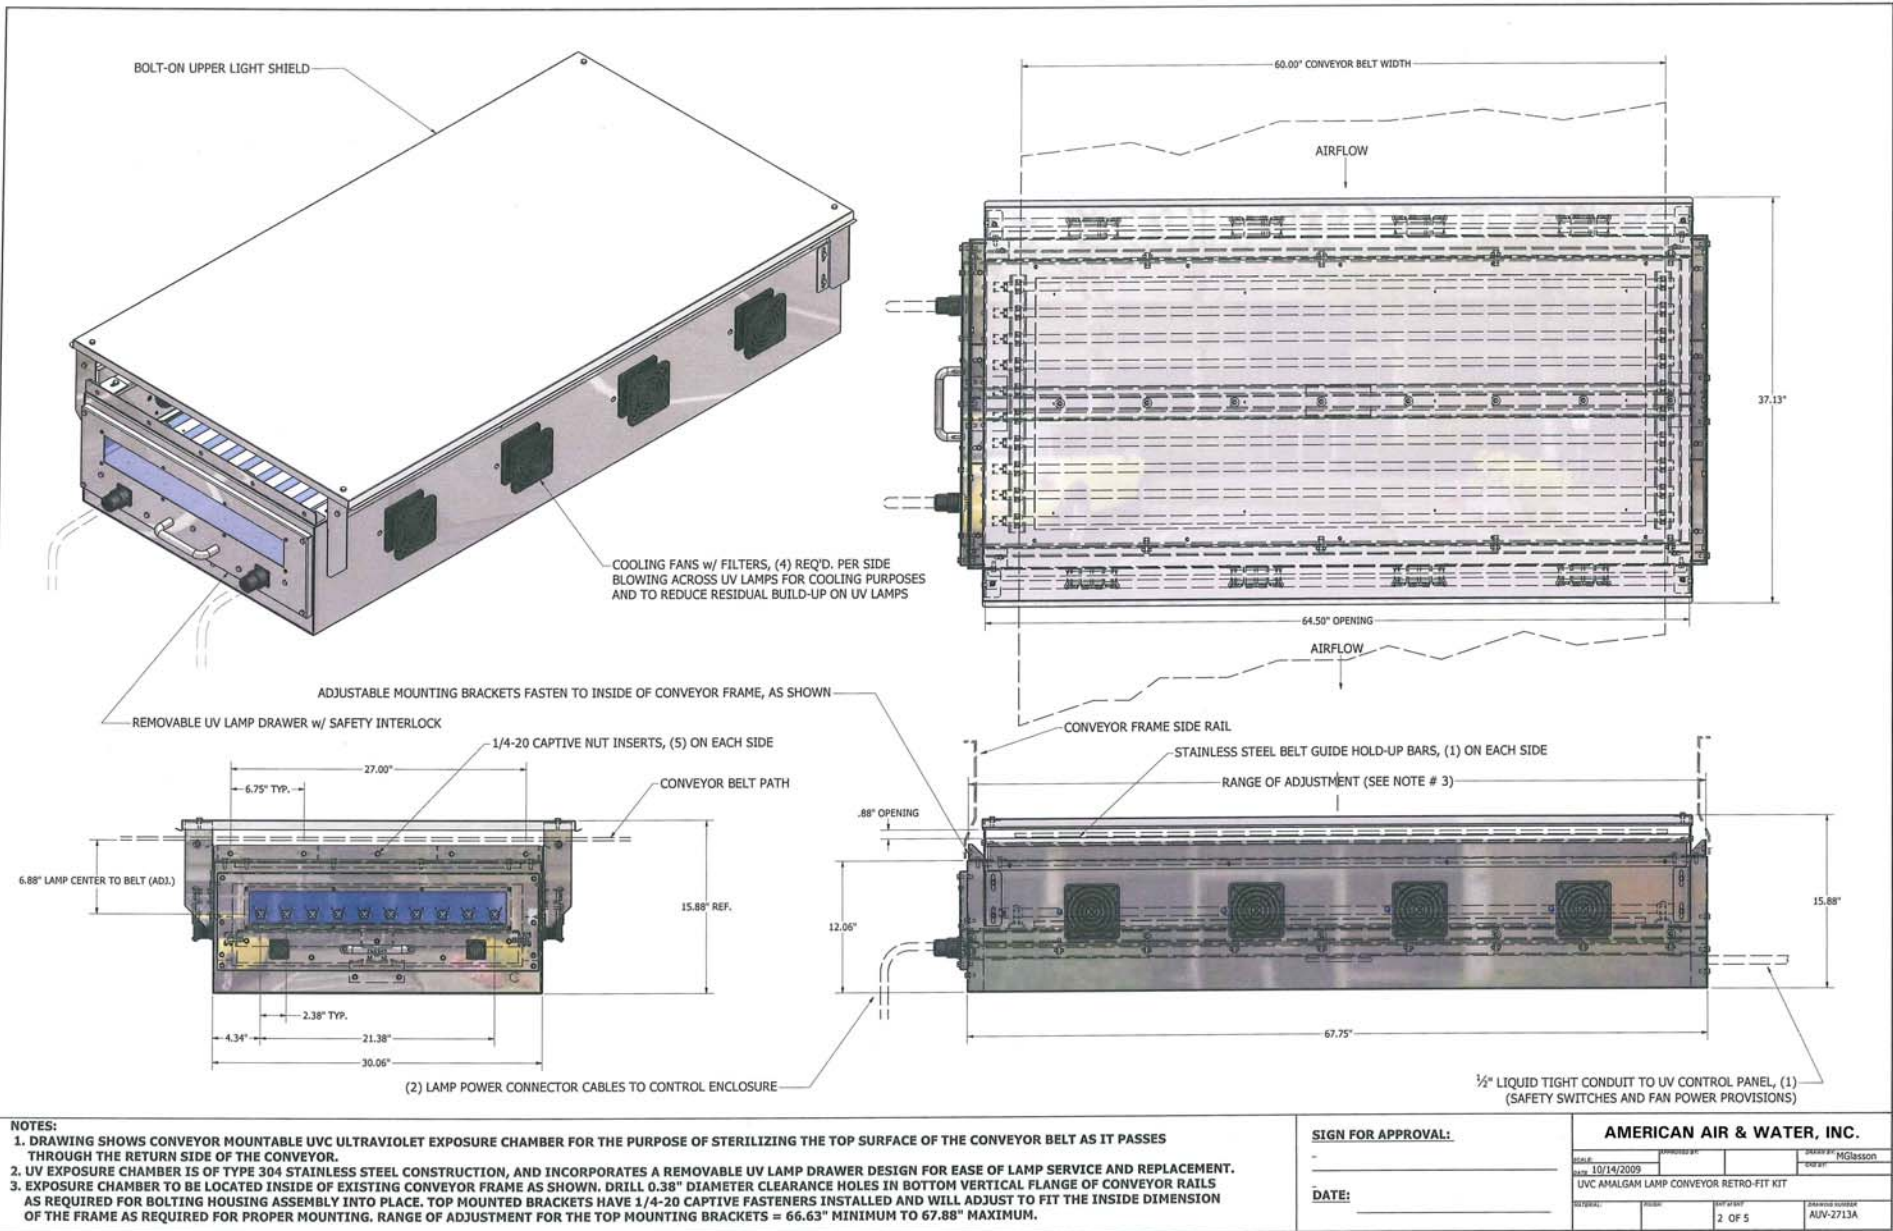 BOLT-ON UPPER LIGHT SHIELD
60.00" CONVEYOR BELT WIDTH
AIRFLOW
37.13"
COOLING FANS w/ FILTERS, (4) REQ'D. PER SIDE
BLOWING ACROSS UV LAMPS FOR COOLING PURPOSES
AND TO REDUCE RESIDUAL BUILD-UP ON UV LAMPS
64.50" OPENING
AIRFLOW
ADJUSTABLE MOUNTING BRACKETS FASTEN TO INSIDE OF CONVEYOR FRAME, AS SHOWN
REMOVABLE UV LAMP DRAWER w/ SAFETY INTERLOCK
CONVEYOR FRAME SIDE RAIL
1/4-20 CAPTIVE NUT INSERTS, (5) ON EACH SIDE
STAINLESS STEEL BELT GUIDE HOLD-UP BARS, (1) ON EACH SIDE
27.00"
6.75" TYP.
CONVEYOR BELT PATH
RANGE OF ADJUSTMENT (SEE NOTE # 3)
.88" OPENING
6.88" LAMP CENTER TO BELT (ADJ.)
15.88" REF.
12.06"
15.88"
2.38" TYP.
4.34"
21.38"
30.06"
67.75"
(2) LAMP POWER CONNECTOR CABLES TO CONTROL ENCLOSURE
½" LIQUID TIGHT CONDUIT TO UV CONTROL PANEL, (1)
(SAFETY SWITCHES AND FAN POWER PROVISIONS)
NOTES:
1. DRAWING SHOWS CONVEYOR MOUNTABLE UVC ULTRAVIOLET EXPOSURE CHAMBER FOR THE PURPOSE OF STERILIZING THE TOP SURFACE OF THE CONVEYOR BELT AS IT PASSES
THROUGH THE RETURN SIDE OF THE CONVEYOR.
2. UV EXPOSURE CHAMBER IS OF TYPE 304 STAINLESS STEEL CONSTRUCTION, AND INCORPORATES A REMOVABLE UV LAMP DRAWER DESIGN FOR EASE OF LAMP SERVICE AND REPLACEMENT.
3. EXPOSURE CHAMBER TO BE LOCATED INSIDE OF EXISTING CONVEYOR FRAME AS SHOWN. DRILL 0.38" DIAMETER CLEARANCE HOLES IN BOTTOM VERTICAL FLANGE OF CONVEYOR RAILS
AS REQUIRED FOR BOLTING HOUSING ASSEMBLY INTO PLACE. TOP MOUNTED BRACKETS HAVE 1/4-20 CAPTIVE FASTENERS INSTALLED AND WILL ADJUST TO FIT THE INSIDE DIMENSION
OF THE FRAME AS REQUIRED FOR PROPER MOUNTING. RANGE OF ADJUSTMENT FOR THE TOP MOUNTING BRACKETS = 66.63" MINIMUM TO 67.88" MAXIMUM.
SIGN FOR APPROVAL:
DATE:
AMERICAN AIR & WATER, INC.
SCALE:
APPROVED BY:
DRAWN BY: MGlasson
DATE 10/14/2009
UVC AMALGAM LAMP CONVEYOR RETRO-FIT KIT
MATERIAL:
FINISH:
2 OF 5
DRAWING NUMBER
AUV-2713A